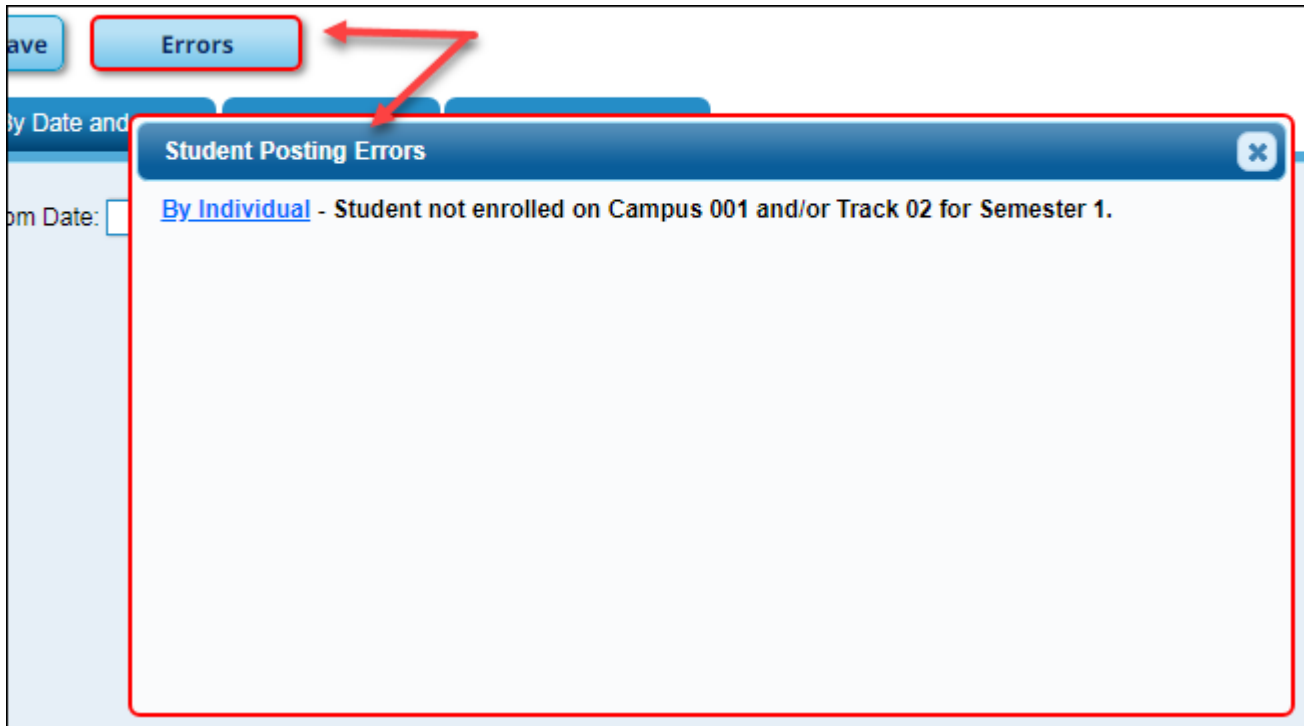 ave
Errors
By Date and
Student Posting Errors
om Date:
By Individual - Student not enrolled on Campus 001 and/or Track 02 for Semester 1.